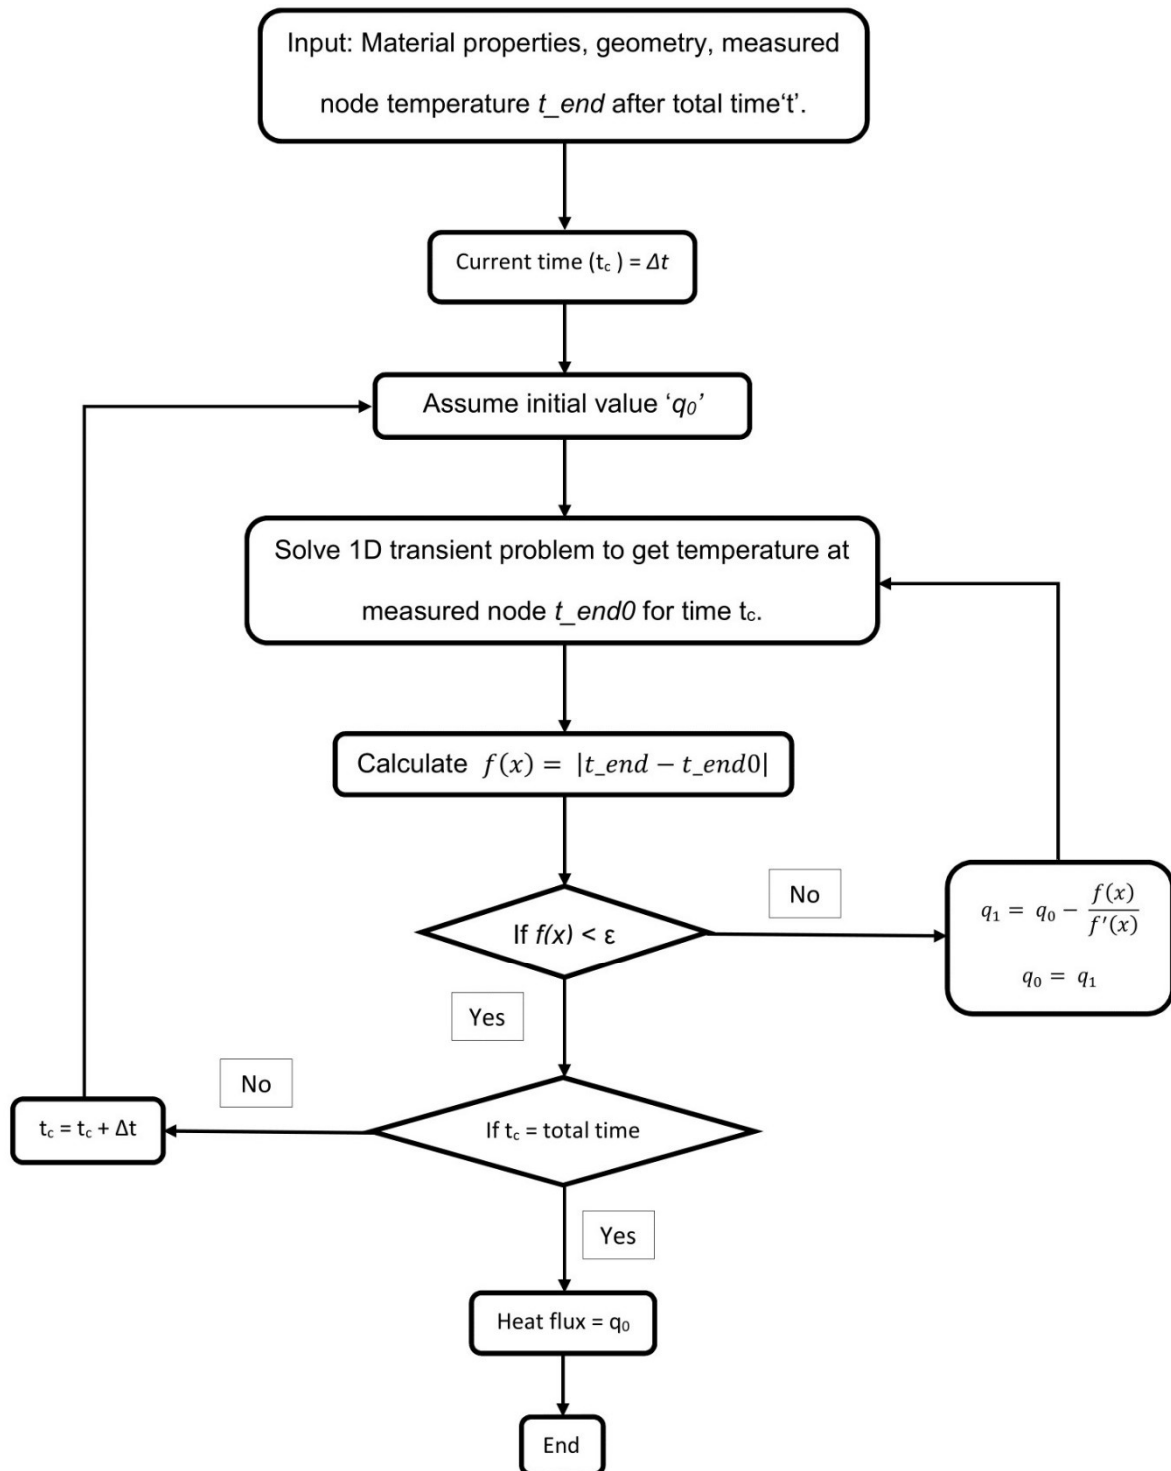 Input: Material properties, geometry, measured
node temperature t_end after total time‘t’.
Current time (tc ) = Δt
Assume initial value ‘q0’
Solve 1D transient problem to get temperature at
measured node t_end0 for time tc.
Calculate f(x) = |t_end − t_end0|
If f(x) < ε
No
q1 = q0 − f(x)/f′(x)
q0 = q1
Yes
If tc = total time
No
tc = tc + Δt
Yes
Heat flux = q0
End